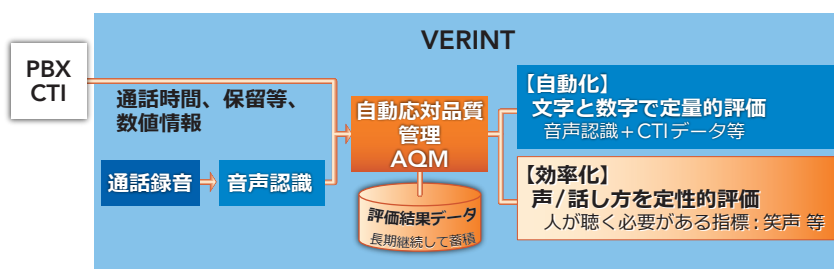 VERINT
PBX
CTI
通話時間、保留等、
数値情報
通話録音
音声認識
自動応対品質
管理
AQM
評価結果データ
長期継続して蓄積
【自動化】
文字と数字で定量的評価
音声認識+CTIデータ等
【効率化】
声/話し方を定性的評価
人が聴く必要がある指標:笑声 等